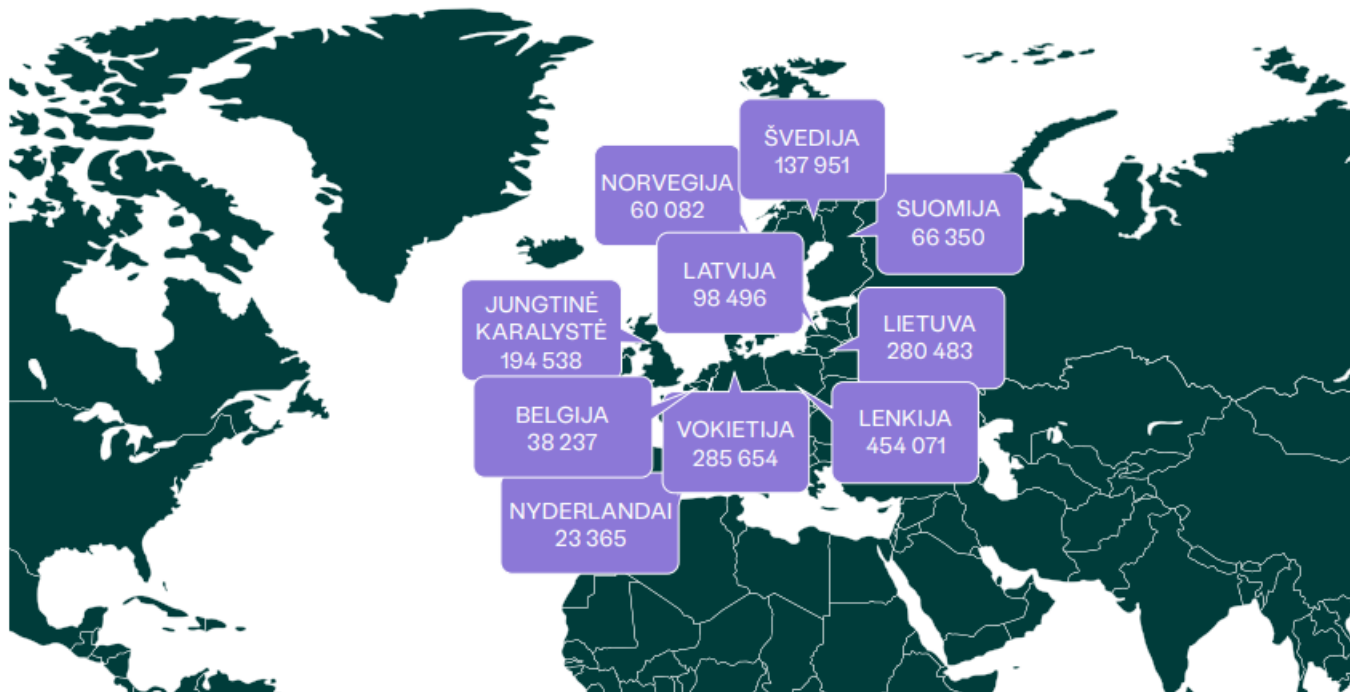 ŠVEDIJA
137 951
NORVEGIJA
60 082
SUOMIJA
66 350
LATVIJA
98 496
JUNGTINĖ
KARALYSTĖ
194 538
LIETUVA
280 483
BELGIJA
38 237
VOKIETIJA
285 654
LENKIJA
454 071
NYDERLANDAI
23 365